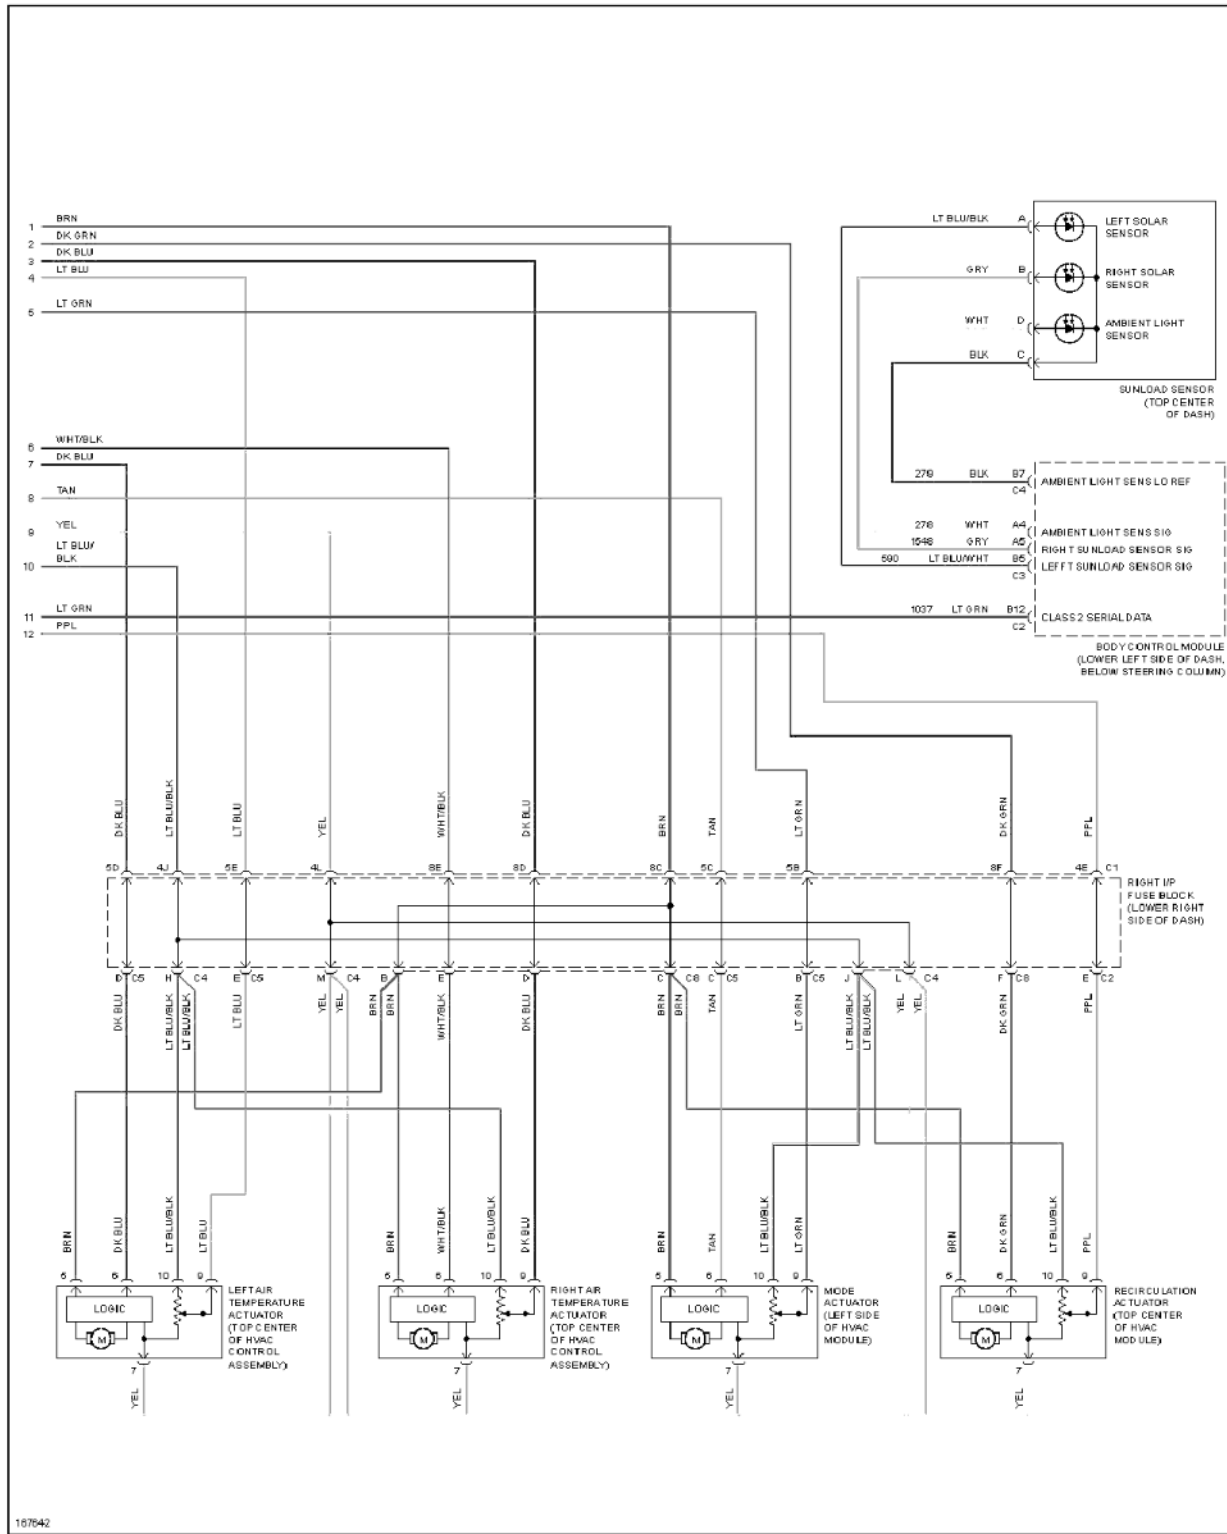 BRN
1
DK GRN
2
DK BLU
3
LT BLU
4
LT GRN
5
WHT/BLK
6
DK BLU
7
TAN
8
YEL
9
LT BLU/
BLK
10
LT GRN
11
PPL
12
LT BLU/BLK A
LEFT SOLAR
SENSOR
GRY B
RIGHT SOLAR
SENSOR
WHT D
AMBIENT LIGHT
SENSOR
BLK C
SUNLOAD SENSOR
(TOP CENTER
OF DASH)
279 BLK B7
C4
AMBIENT LIGHT SENS LO REF
278 WHT A4
AMBIENT LIGHT SENS SIG
1548 GRY A5
RIGHT SUNLOAD SENSOR SIG
590 LT BLU/WHT B6
C3
LEFFT SUNLOAD SENSOR SIG
1037 LT GRN B12
C2
CLASS 2 SERIAL DATA
BODY CONTROL MODULE
(LOWER LEFT SIDE OF DASH,
BELOW STEERING COLUMN)
DK BLU
LT BLU/BLK
LT BLU
YEL
WHT/BLK
DK BLU
BRN
TAN
LT GRN
DK GRN
PPL
5D 4J 5E 4L 8E 8D 8C 5C 5B 8F 4E C1
RIGHT I/P
FUSE BLOCK
(LOWER RIGHT
SIDE OF DASH)
D C5 H C4 E C5 M C4 B E D C C8 C C5 B C5 J L C4 F C8 E C2
DK BLU
LT BLU/BLK
LT BLU/BLK
LT BLU
YEL
YEL
BRN
BRN
WHT/BLK
DK BLU
BRN
BRN
TAN
LT GRN
LT BLU/BLK
LT BLU/BLK
YEL
YEL
DK GRN
PPL
BRN
DK BLU
LT BLU/BLK
LT BLU
BRN
WHT/BLK
LT BLU/BLK
DK BLU
BRN
TAN
LT BLU/BLK
LT GRN
BRN
DK GRN
LT BLU/BLK
PPL
5 6 10 9
LOGIC
M
7
YEL
LEFT AIR
TEMPERATURE
ACTUATOR
(TOP CENTER
OF HVAC
CONTROL
ASSEMBLY)
5 6 10 9
LOGIC
M
7
YEL
RIGHT AIR
TEMPERATURE
ACTUATOR
(TOP CENTER
OF HVAC
CONTROL
ASSEMBLY)
5 6 10 9
LOGIC
M
7
YEL
MODE
ACTUATOR
(LEFT SIDE
OF HVAC
MODULE)
5 6 10 9
LOGIC
M
7
YEL
RECIRCULATION
ACTUATOR
(TOP CENTER
OF HVAC
MODULE)
167642